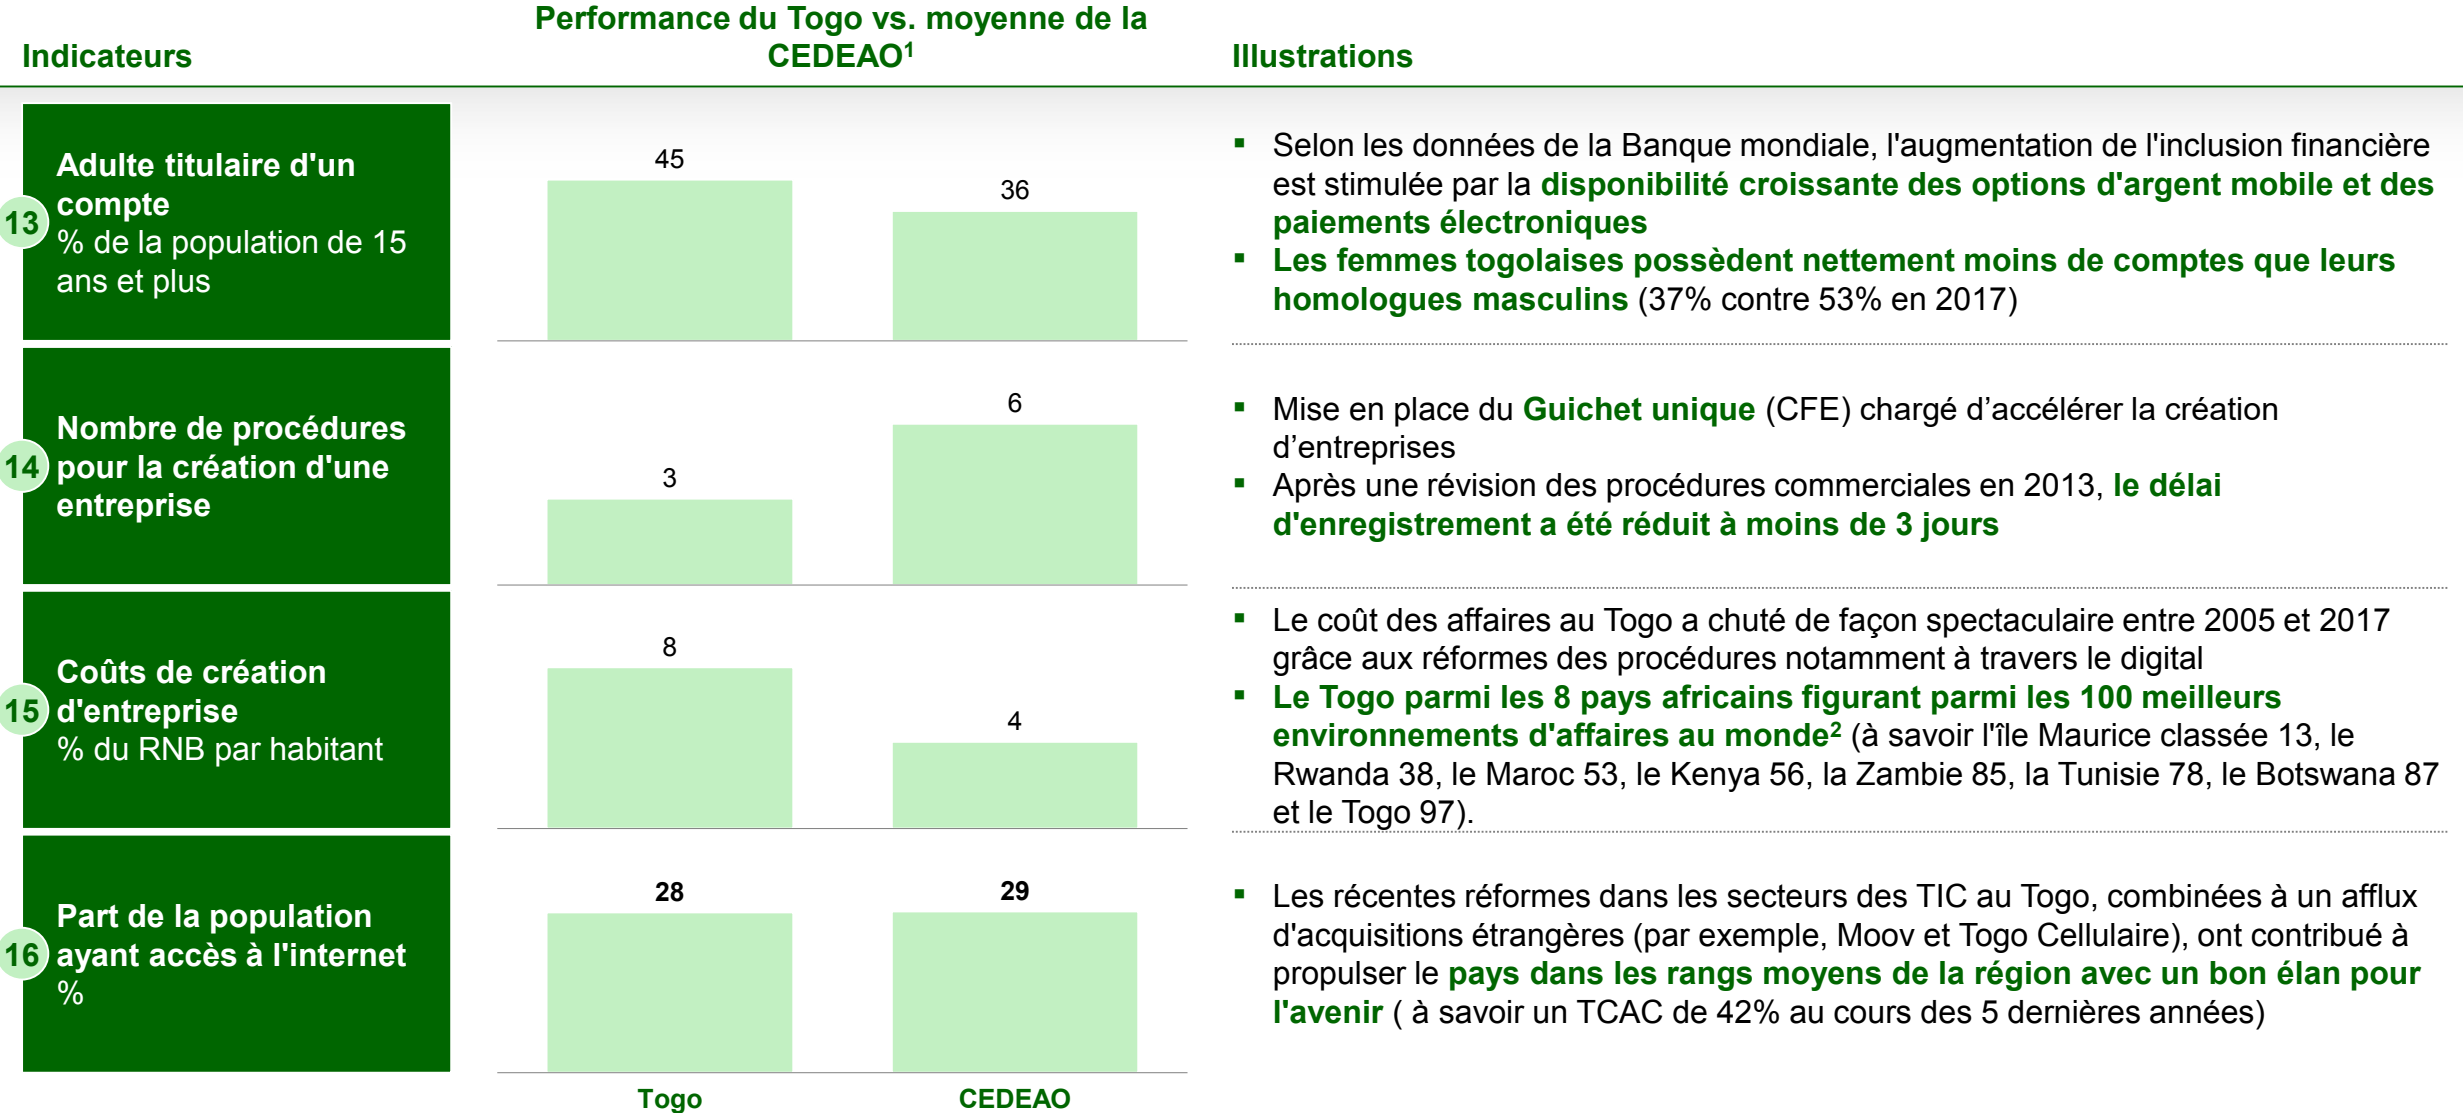 Indicateurs
Performance du Togo vs. moyenne de la
CEDEAO¹
Illustrations
13
Adulte titulaire d'un
compte
% de la population de 15
ans et plus
45
36
▪ Selon les données de la Banque mondiale, l'augmentation de l'inclusion financière
est stimulée par la disponibilité croissante des options d'argent mobile et des
paiements électroniques
▪ Les femmes togolaises possèdent nettement moins de comptes que leurs
homologues masculins (37% contre 53% en 2017)
14
Nombre de procédures
pour la création d'une
entreprise
3
6
▪ Mise en place du Guichet unique (CFE) chargé d’accélérer la création
d’entreprises
▪ Après une révision des procédures commerciales en 2013, le délai
d'enregistrement a été réduit à moins de 3 jours
15
Coûts de création
d'entreprise
% du RNB par habitant
8
4
▪ Le coût des affaires au Togo a chuté de façon spectaculaire entre 2005 et 2017
grâce aux réformes des procédures notamment à travers le digital
▪ Le Togo parmi les 8 pays africains figurant parmi les 100 meilleurs
environnements d'affaires au monde² (à savoir l'île Maurice classée 13, le
Rwanda 38, le Maroc 53, le Kenya 56, la Zambie 85, la Tunisie 78, le Botswana 87
et le Togo 97).
16
Part de la population
ayant accès à l'internet
%
28
29
▪ Les récentes réformes dans les secteurs des TIC au Togo, combinées à un afflux
d'acquisitions étrangères (par exemple, Moov et Togo Cellulaire), ont contribué à
propulser le pays dans les rangs moyens de la région avec un bon élan pour
l'avenir ( à savoir un TCAC de 42% au cours des 5 dernières années)
Togo
CEDEAO